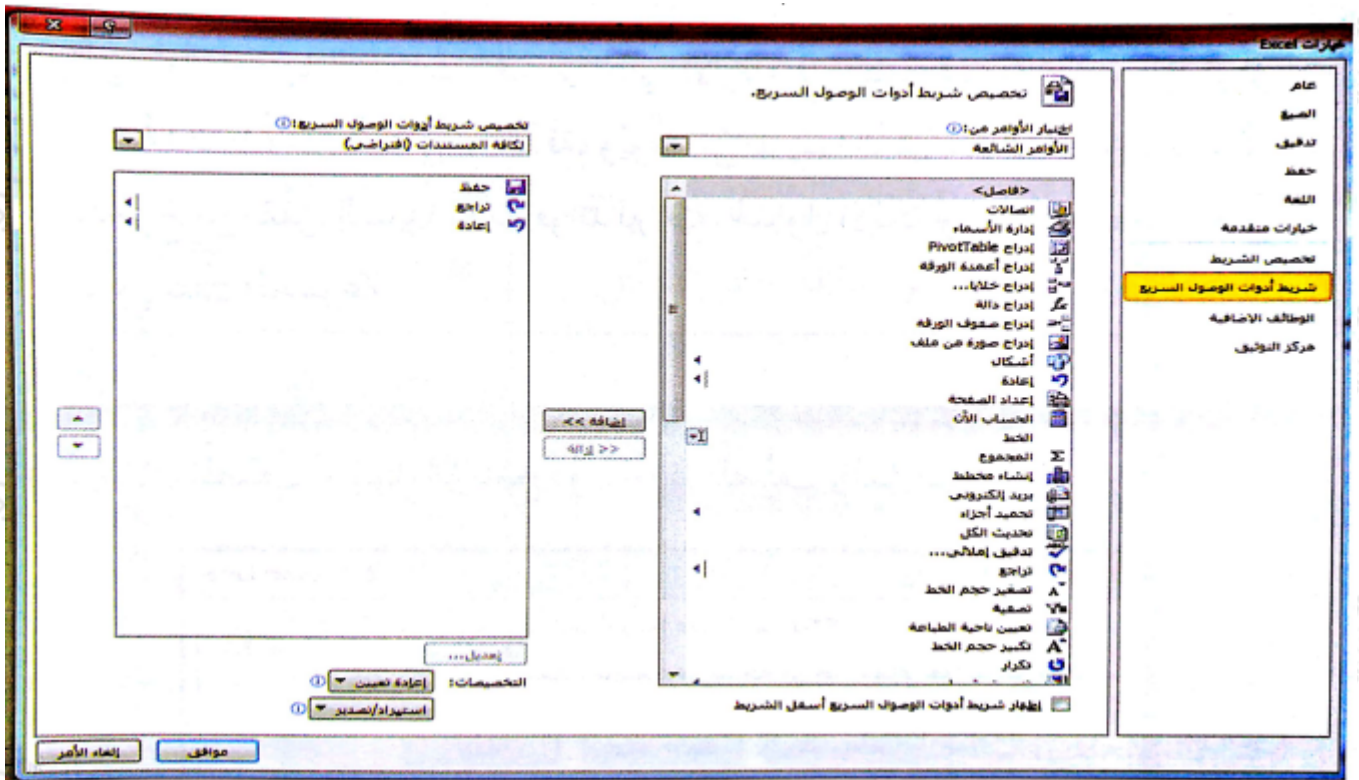 خيارات Excel
عام
الصيغ
تدقيق
حفظ
اللغة
خيارات متقدمة
تخصيص الشريط
شريط أدوات الوصول السريع
الوظائف الإضافية
مركز التوثيق
تخصيص شريط أدوات الوصول السريع.
اختيار الأوامر من:
الأوامر الشائعة
<فاصل>
اتصالات
إدارة الأسماء
إدراج PivotTable
إدراج أعمدة الورقة
إدراج خلايا...
إدراج دالة
إدراج صفوف الورقة
إدراج صورة من ملف
أشكال
إعادة
إعداد الصفحة
الحساب الآن
الخط
المجموع
إنشاء مخطط
بريد إلكتروني
تجميد أجزاء
تحديث الكل
تدقيق إملائي...
تراجع
تصغير حجم الخط
تصفية
تعيين ناحية الطباعة
تكبير حجم الخط
تكرار
إظهار شريط أدوات الوصول السريع أسفل الشريط
إضافة >>
<< إزالة
تخصيص شريط أدوات الوصول السريع:
لكافة المستندات (افتراضي)
حفظ
تراجع
إعادة
تعديل...
التخصيصات: إعادة تعيين
استيراد/تصدير
موافق
إلغاء الأمر